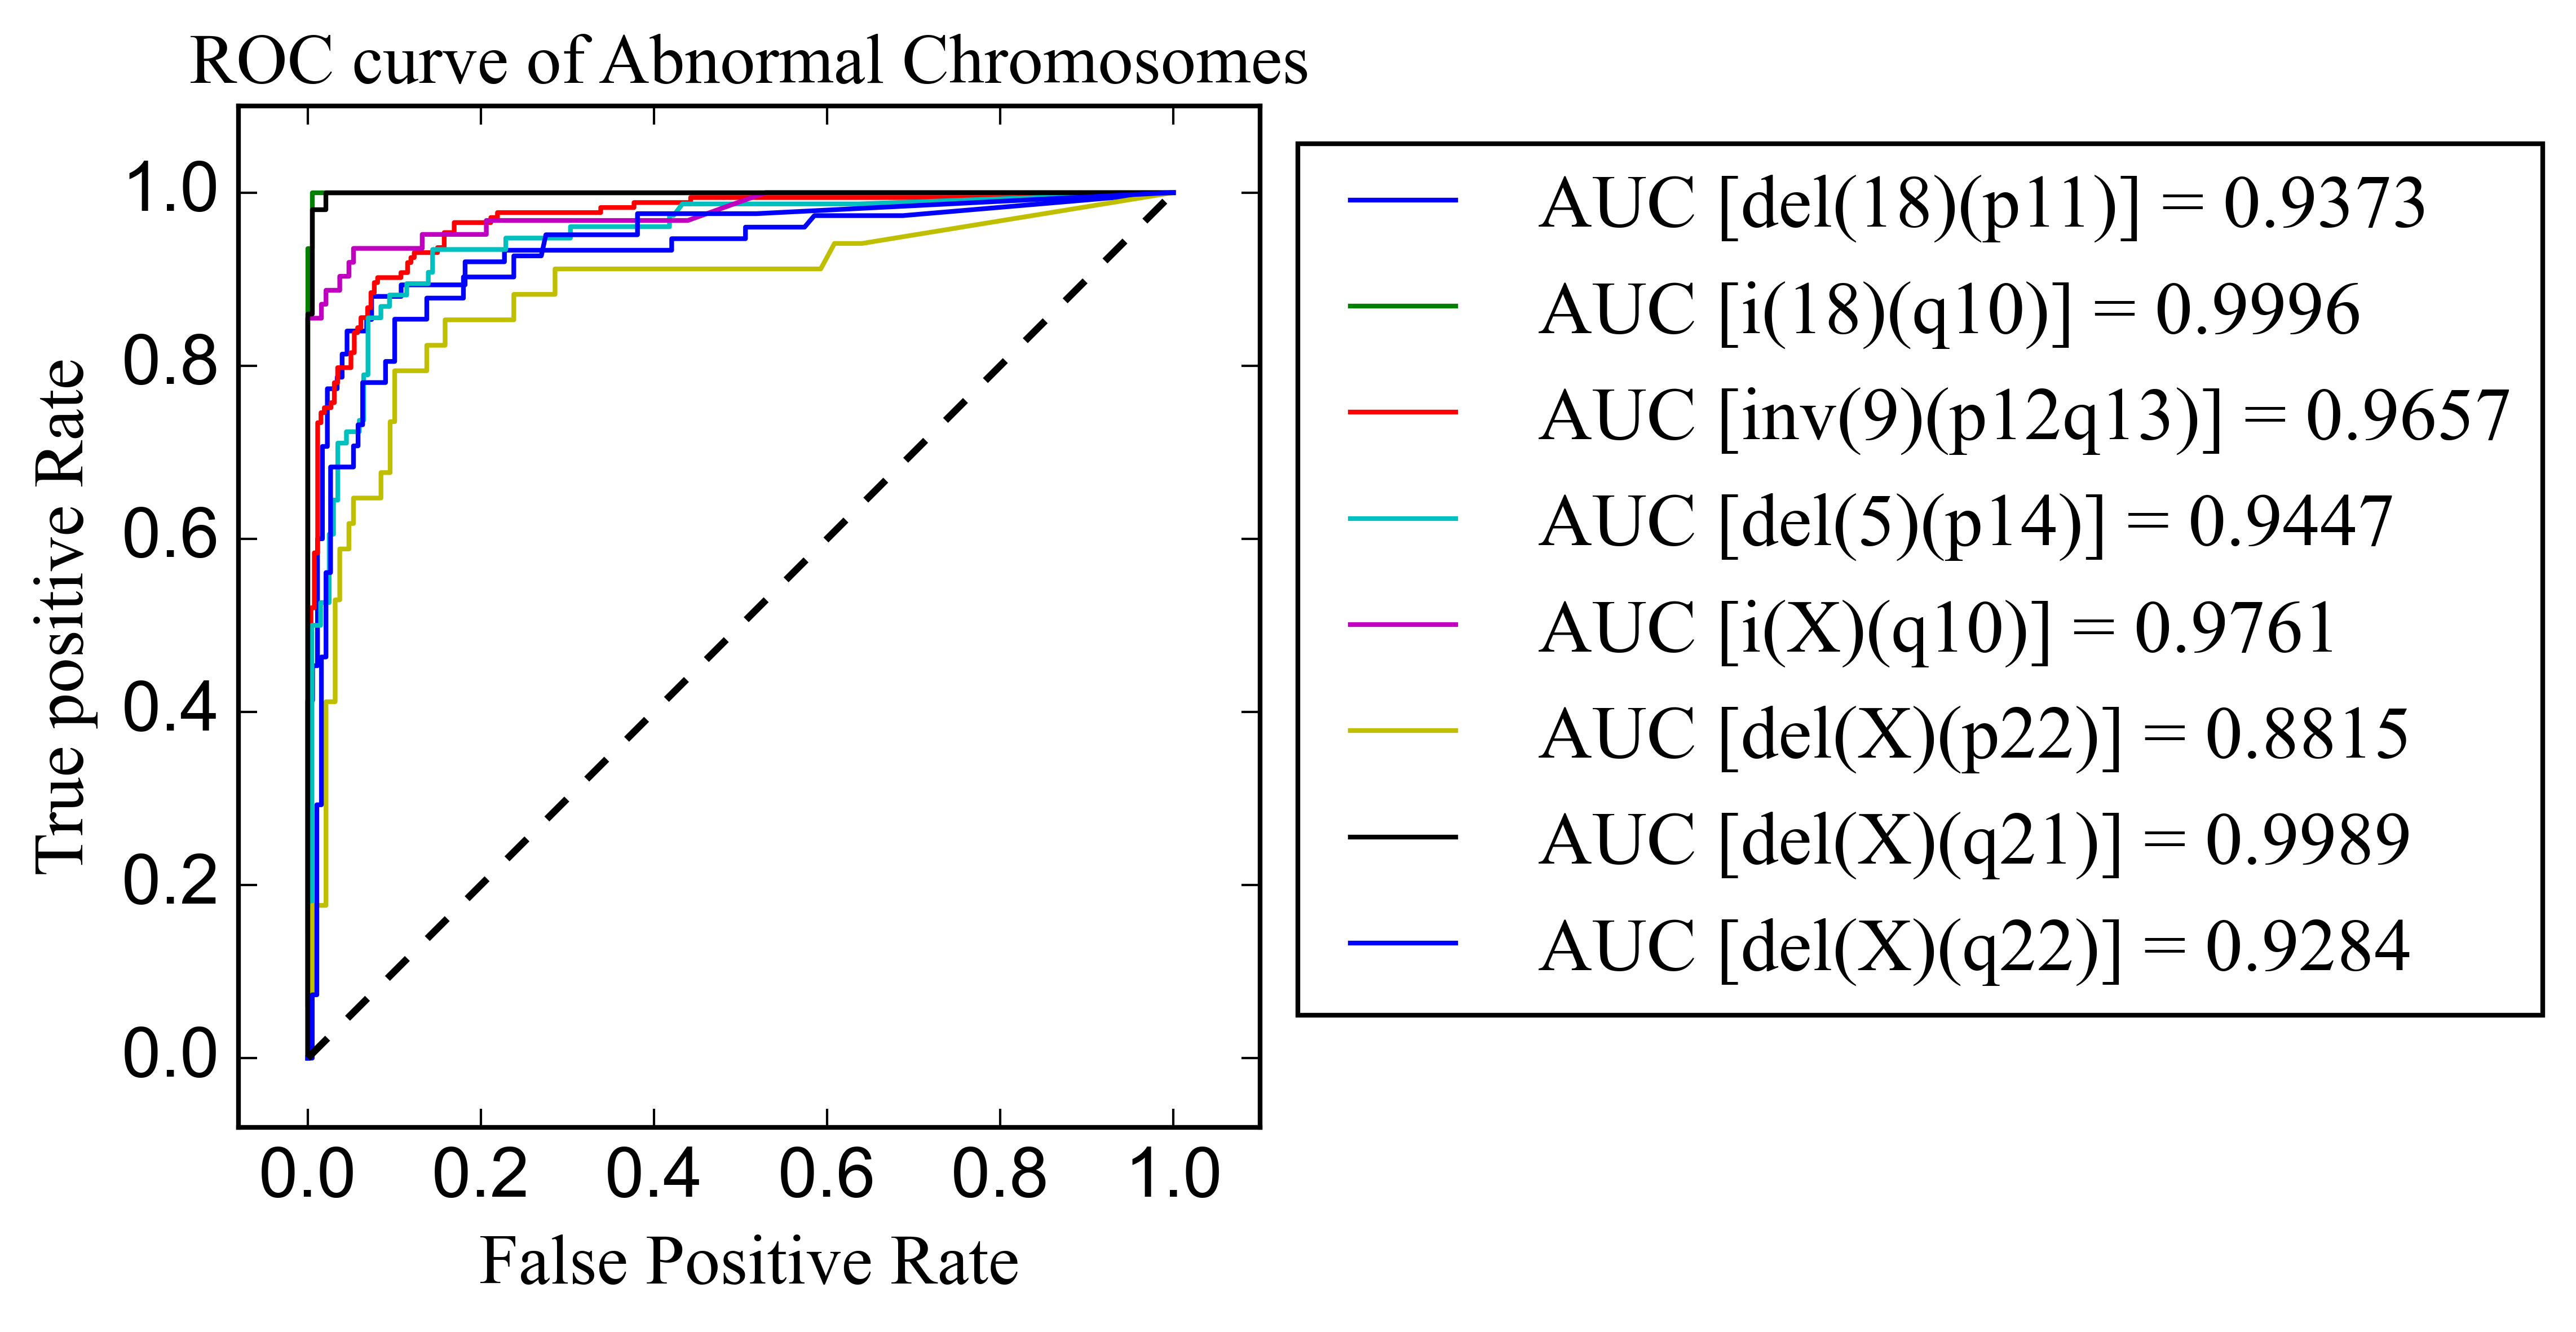 ROC curve of Abnormal Chromosomes
True positive Rate
1.0
0.8
0.6
0.4
0.2
0.0
0.0 0.2 0.4 0.6 0.8 1.0
False Positive Rate
AUC [del(18)(p11)] = 0.9373
AUC [i(18)(q10)] = 0.9996
AUC [inv(9)(p12q13)] = 0.9657
AUC [del(5)(p14)] = 0.9447
AUC [i(X)(q10)] = 0.9761
AUC [del(X)(p22)] = 0.8815
AUC [del(X)(q21)] = 0.9989
AUC [del(X)(q22)] = 0.9284